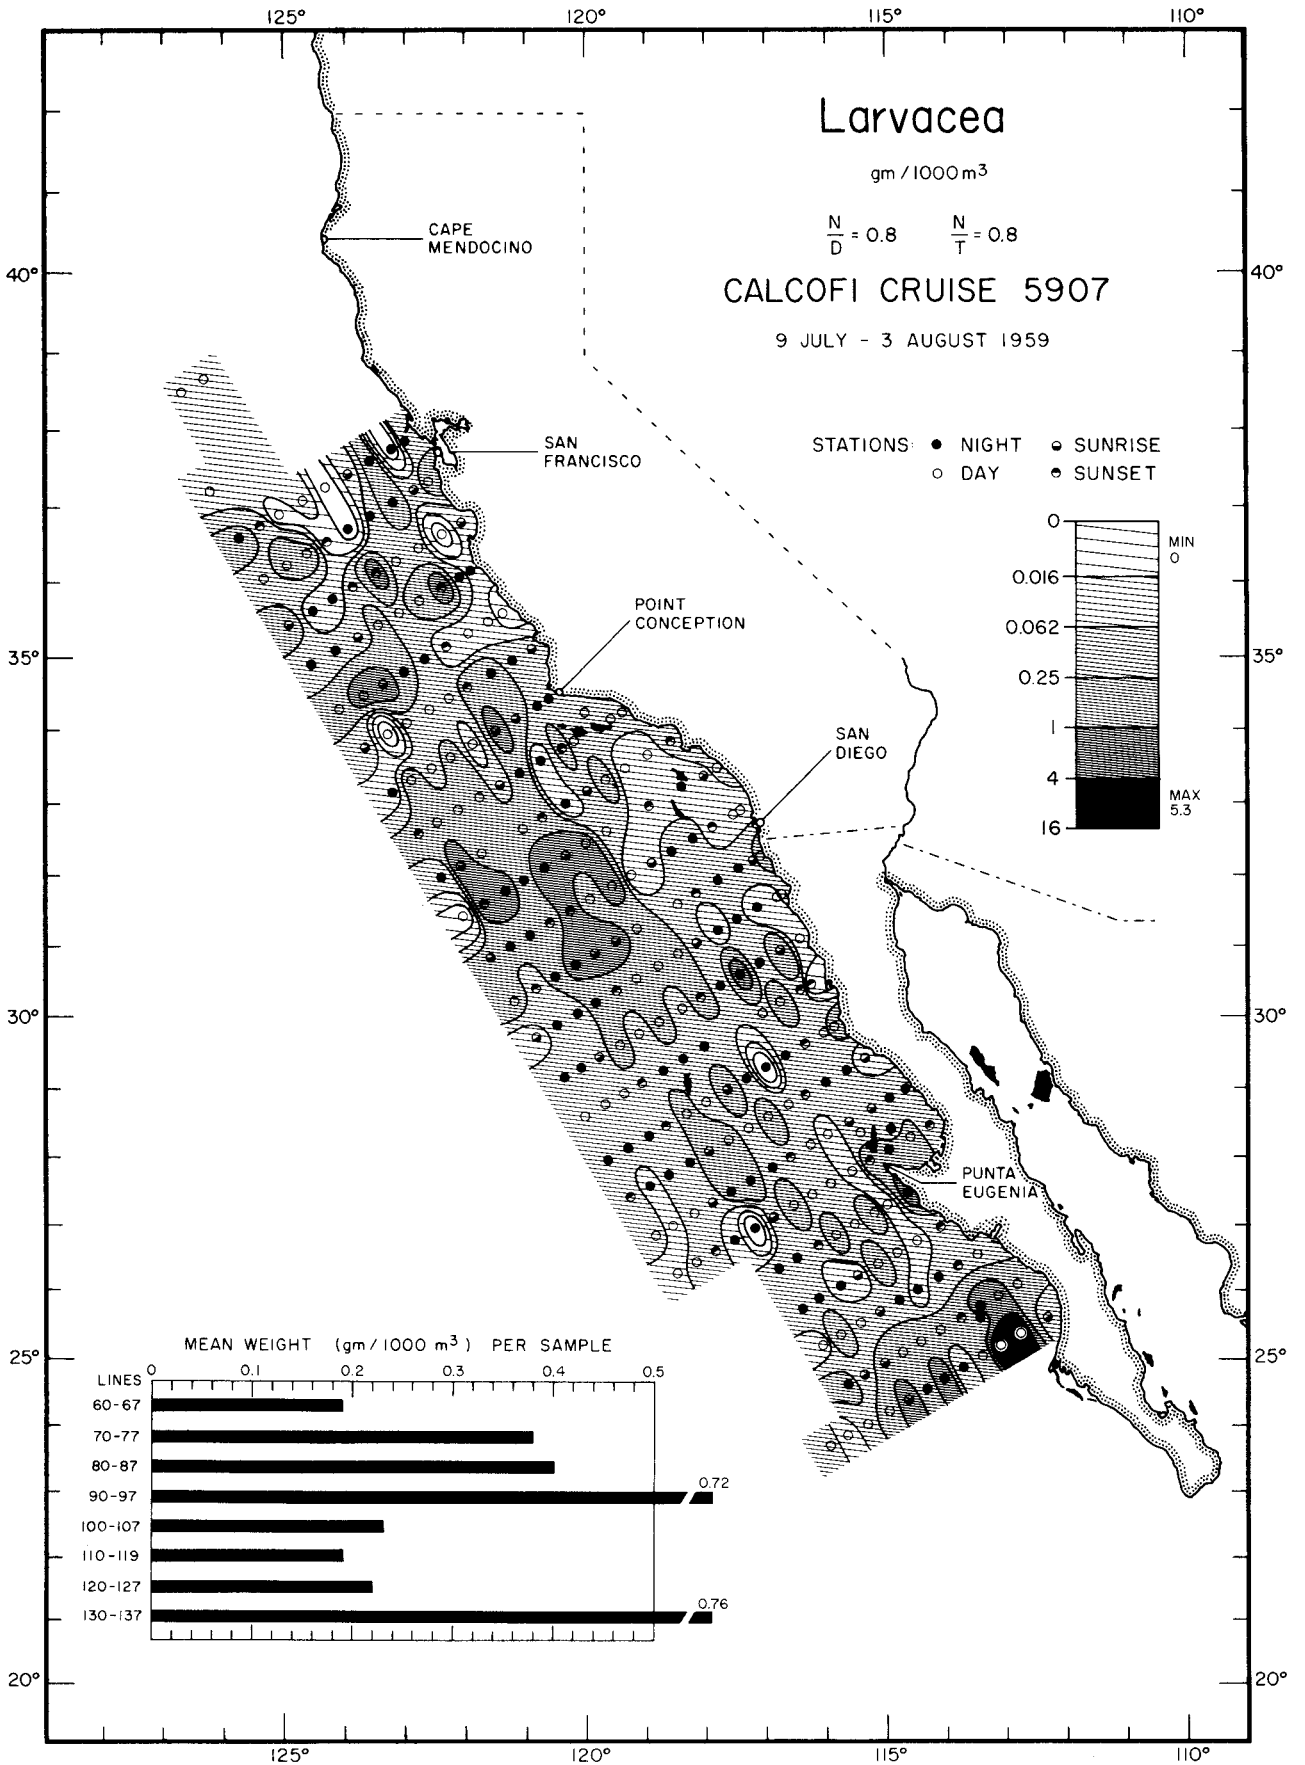 125° 120° 115° 110°
Larvacea
gm/1000 m³
N/D = 0.8 N/T = 0.8
CALCOFI CRUISE 5907
9 JULY - 3 AUGUST 1959
CAPE
MENDOCINO
40° 40°
SAN
FRANCISCO
STATIONS: ● NIGHT ◒ SUNRISE
○ DAY ◓ SUNSET
0
MIN
0
0.016
0.062
0.25
1
4
MAX
5.3
16
POINT
CONCEPTION
35° 35°
SAN
DIEGO
30° 30°
PUNTA
EUGENIA
25° 25°
MEAN WEIGHT (gm/1000 m³) PER SAMPLE
LINES 0 0.1 0.2 0.3 0.4 0.5
60-67
70-77
80-87
90-97 0.72
100-107
110-119
120-127
130-137 0.76
20° 20°
125° 120° 115° 110°